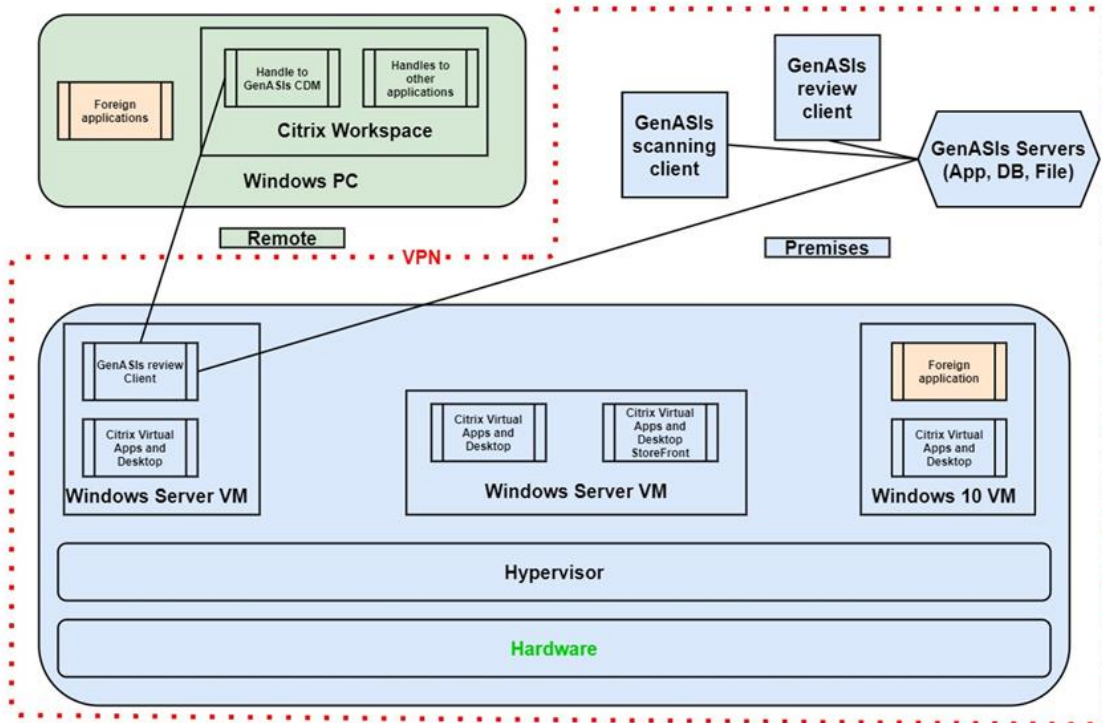 Foreign
applications
Handle to
GenASIs CDM
Handles to
other
applications
Citrix Workspace
Windows PC
Remote
VPN
GenASIs
scanning
client
GenASIs
review
client
GenASIs Servers
(App, DB, File)
Premises
GenASIs review
Client
Citrix Virtual
Apps and
Desktop
Windows Server VM
Citrix Virtual
Apps and
Desktop
Citrix Virtual
Apps and
Desktop
StoreFront
Windows Server VM
Foreign
application
Citrix Virtual
Apps and
Desktop
Windows 10 VM
Hypervisor
Hardware